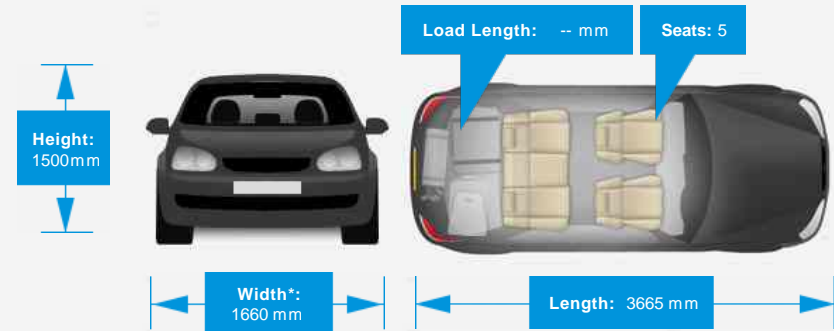 Load Length: -- mm
Seats: 5
Height:
1500mm
Width*:
1660 mm
Length: 3665 mm